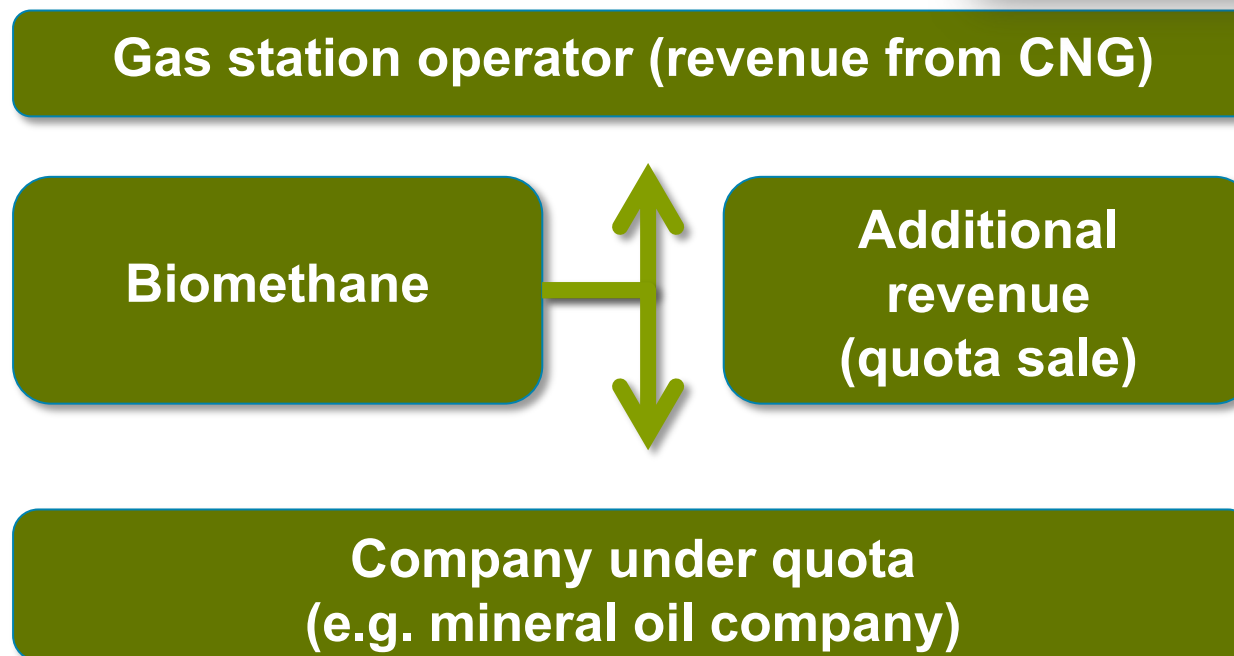 Gas station operator (revenue from CNG)
Biomethane
Additional
revenue
(quota sale)
Company under quota
(e.g. mineral oil company)